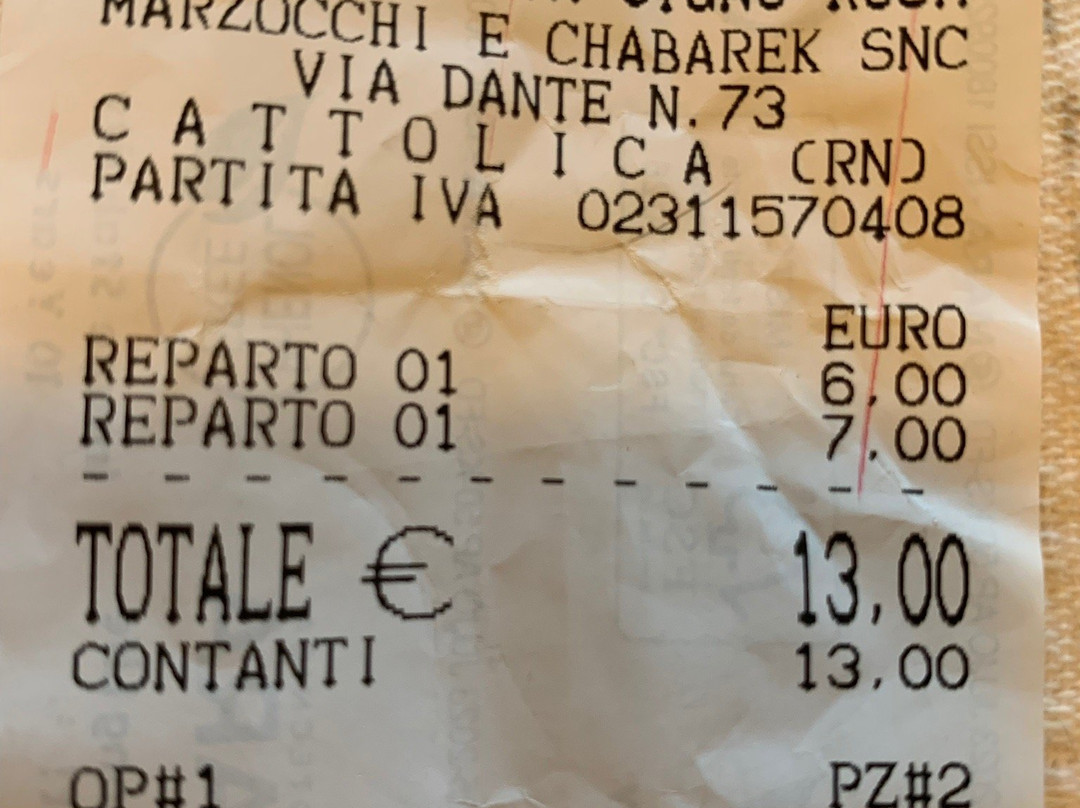 MARZOCCHI E CHABAREK SNC
VIA DANTE N.73
CATTOLICA (RN)
PARTITA IVA 02311570408
EURO
REPARTO 01 6,00
REPARTO 01 7,00
TOTALE € 13,00
CONTANTI 13,00
OP#1 PZ#2